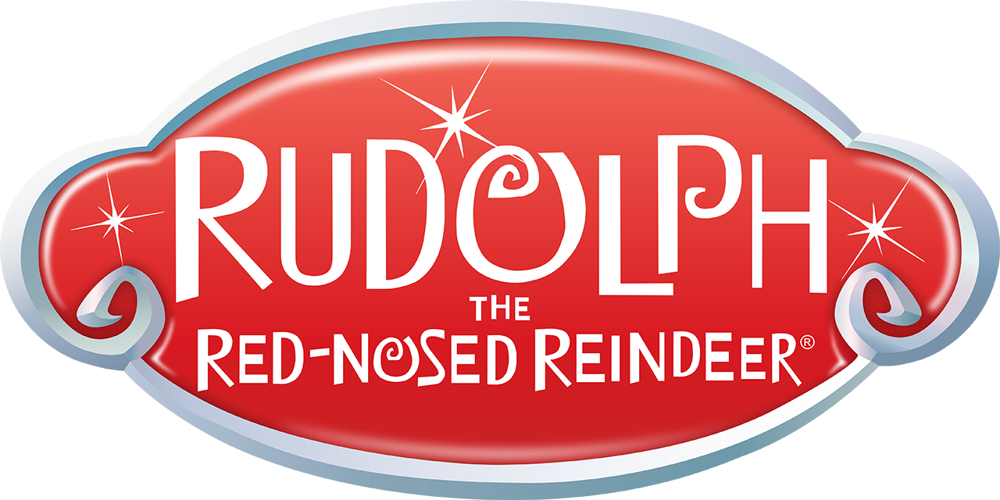 RUDOLPH
THE
RED-NOSED REINDEER®